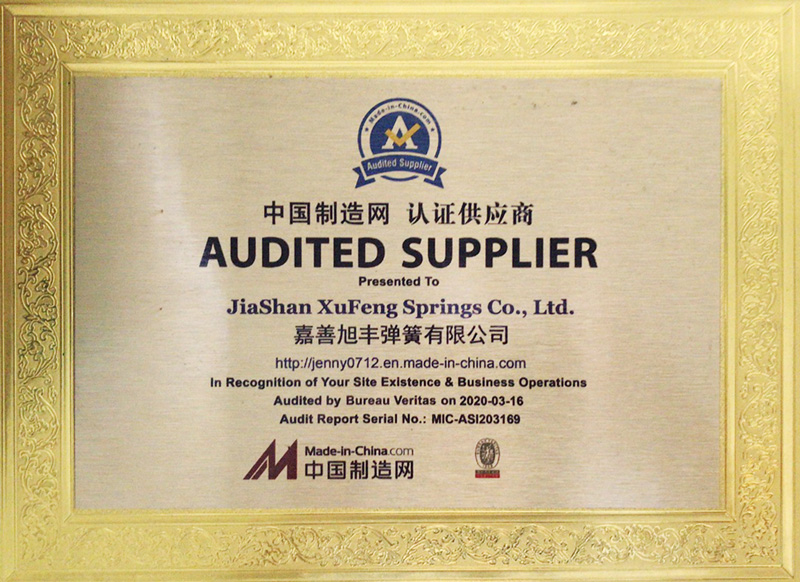 Made-in-China.com
A
Audited Supplier
中国制造网 认证供应商
AUDITED SUPPLIER
Presented To
JiaShan XuFeng Springs Co., Ltd.
嘉善旭丰弹簧有限公司
http://jenny0712.en.made-in-china.com
In Recognition of Your Site Existence & Business Operations
Audited by Bureau Veritas on 2020-03-16
Audit Report Serial No.: MIC-ASI203169
Made-in-China.com
中国制造网